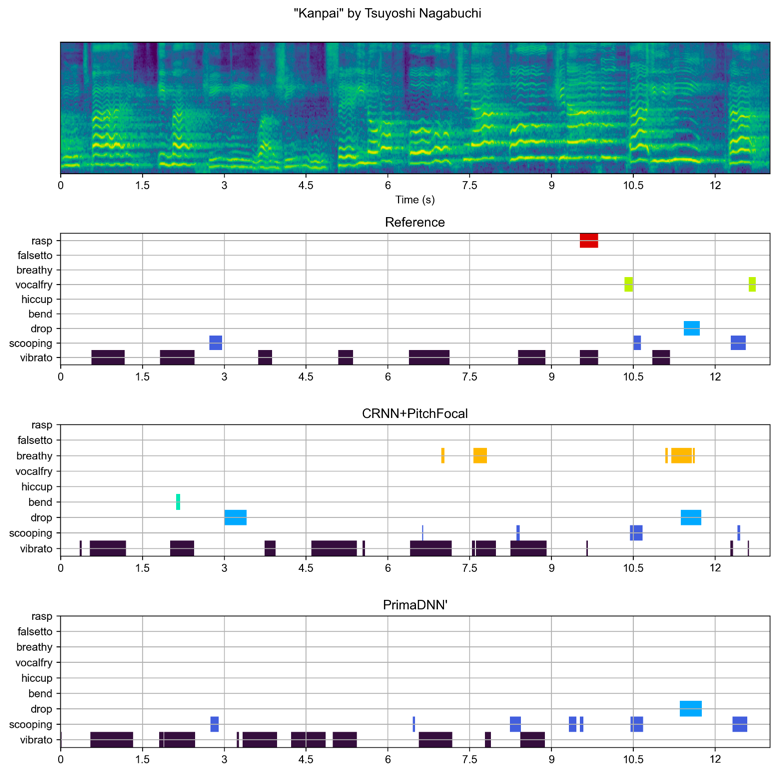 "Kanpai" by Tsuyoshi Nagabuchi
0 1.5 3 4.5 6 7.5 9 10.5 12
Time (s)
Reference
rasp
falsetto
breathy
vocalfry
hiccup
bend
drop
scooping
vibrato
0 1.5 3 4.5 6 7.5 9 10.5 12
CRNN+PitchFocal
rasp
falsetto
breathy
vocalfry
hiccup
bend
drop
scooping
vibrato
0 1.5 3 4.5 6 7.5 9 10.5 12
PrimaDNN'
rasp
falsetto
breathy
vocalfry
hiccup
bend
drop
scooping
vibrato
0 1.5 3 4.5 6 7.5 9 10.5 12